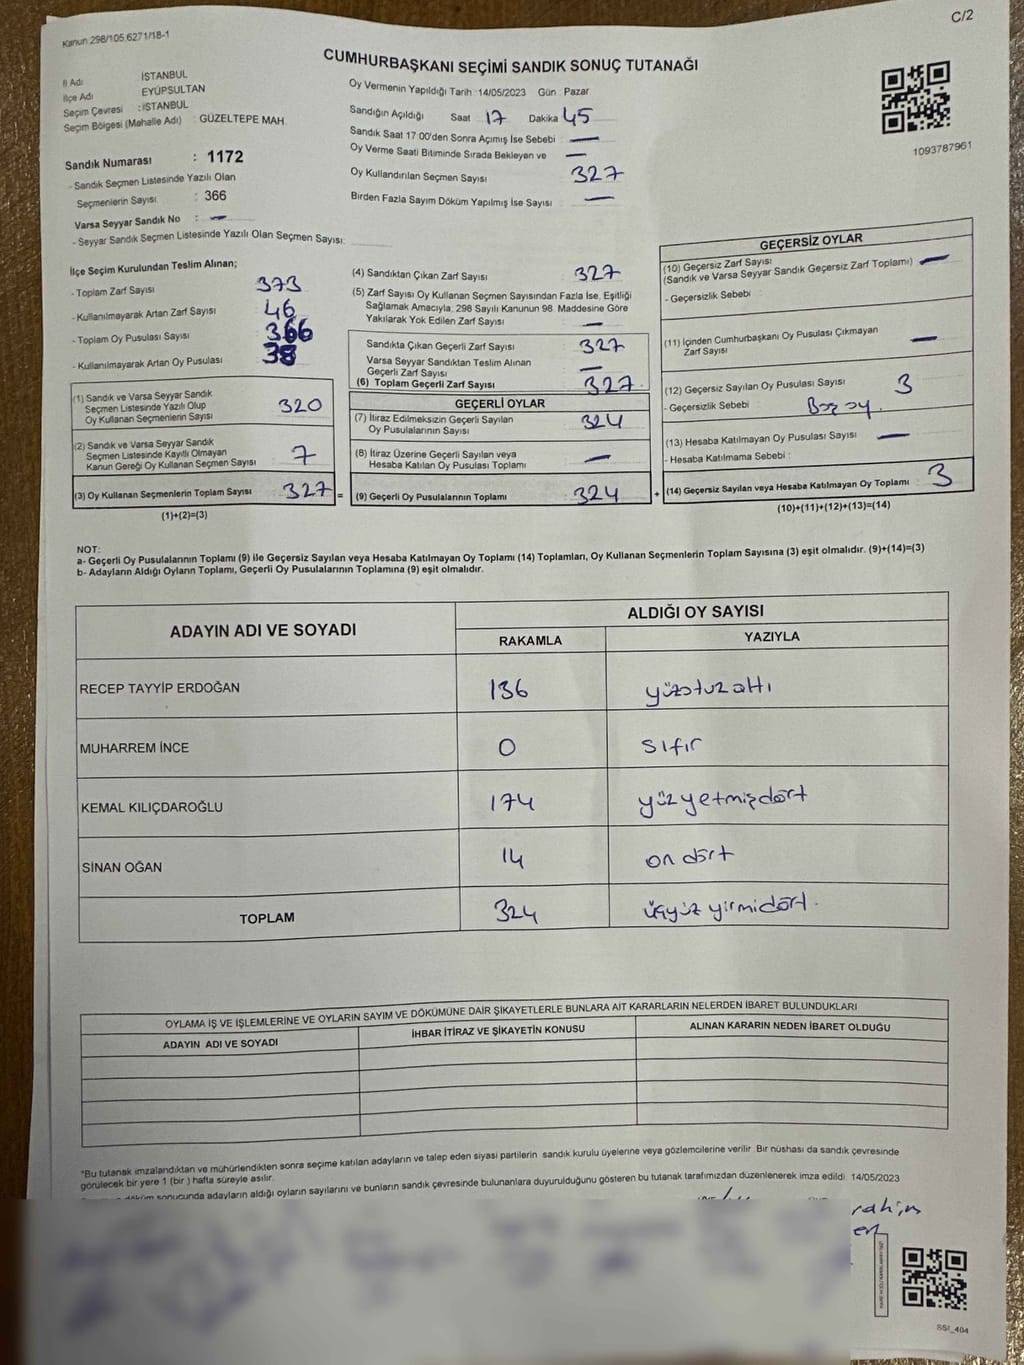 C/2
Kanun:298/105,6271/18-1
CUMHURBAŞKANI SEÇİMİ SANDIK SONUÇ TUTANAĞI
İl Adı İSTANBUL
İlçe Adı EYÜPSULTAN
Seçim Çevresi : İSTANBUL
Seçim Bölgesi (Mahalle Adı) : GÜZELTEPE MAH.
Sandık Numarası : 1172
- Sandık Seçmen Listesinde Yazılı Olan
Seçmenlerin Sayısı : 366
Varsa Seyyar Sandık No : —
- Seyyar Sandık Seçmen Listesinde Yazılı Olan Seçmen Sayısı:
Oy Vermenin Yapıldığı Tarih :14/05/2023 Gün : Pazar
Sandığın Açıldığı Saat 17 Dakika 45
Sandık Saat 17:00'den Sonra Açımış İse Sebebi : —
Oy Verme Saati Bitiminde Sırada Bekleyen ve —
Oy Kullandırılan Seçmen Sayısı 327
Birden Fazla Sayım Döküm Yapılmış İse Sayısı : —
1093787961
İlçe Seçim Kurulundan Teslim Alınan;
- Toplam Zarf Sayısı : 373
- Kullanılmayarak Artan Zarf Sayısı : 46
- Toplam Oy Pusulası Sayısı : 366
- Kullanılmayarak Artan Oy Pusulası : 38
(1) Sandık ve Varsa Seyyar Sandık
Seçmen Listesinde Yazılı Olup
Oy Kullanan Seçmenlerin Sayısı : 320
(2) Sandık ve Varsa Seyyar Sandık
Seçmen Listesinde Kayıtlı Olmayan
Kanun Gereği Oy Kullanan Seçmen Sayısı : 7
(3) Oy Kullanan Seçmenlerin Toplam Sayısı : 327 =
(1)+(2)=(3)
(4) Sandıktan Çıkan Zarf Sayısı : 327
(5) Zarf Sayısı Oy Kullanan Seçmen Sayısından Fazla İse, Eşitliği
Sağlamak Amacıyla, 298 Sayılı Kanunun 98. Maddesine Göre
Yakılarak Yok Edilen Zarf Sayısı : —
Sandıkta Çıkan Geçerli Zarf Sayısı : 327
Varsa Seyyar Sandıktan Teslim Alınan
Geçerli Zarf Sayısı : —
(6) Toplam Geçerli Zarf Sayısı : 327
GEÇERLİ OYLAR
(7) İtiraz Edilmeksizin Geçerli Sayılan
Oy Pusulalarının Sayısı : 324
(8) İtiraz Üzerine Geçerli Sayılan veya
Hesaba Katılan Oy Pusulası Toplamı : —
(9) Geçerli Oy Pusulalarının Toplamı : 324 +
GEÇERSİZ OYLAR
(10) Geçersiz Zarf Sayısı
(Sandık ve Varsa Seyyar Sandık Geçersiz Zarf Toplamı) : —
- Geçersizlik Sebebi :
(11) İçinden Cumhurbaşkanı Oy Pusulası Çıkmayan
Zarf Sayısı : —
(12) Geçersiz Sayılan Oy Pusulası Sayısı : 3
- Geçersizlik Sebebi : Boş oy.
(13) Hesaba Katılmayan Oy Pusulası Sayısı : —
- Hesaba Katılmama Sebebi :
(14) Geçersiz Sayılan veya Hesaba Katılmayan Oy Toplamı : 3
(10)+(11)+(12)+(13)=(14)
NOT:
a- Geçerli Oy Pusulalarının Toplamı (9) ile Geçersiz Sayılan veya Hesaba Katılmayan Oy Toplamı (14) Toplamları, Oy Kullanan Seçmenlerin Toplam Sayısına (3) eşit olmalıdır. (9)+(14)=(3)
b- Adayların Aldığı Oyların Toplamı, Geçerli Oy Pusulalarının Toplamına (9) eşit olmalıdır.
ADAYIN ADI VE SOYADI ALDIĞI OY SAYISI
RAKAMLA YAZIYLA
RECEP TAYYİP ERDOĞAN 136 yüzotuzaltı
MUHARREM İNCE 0 sıfır
KEMAL KILIÇDAROĞLU 174 yüzyetmişdört
SİNAN OĞAN 14 on dört
TOPLAM 324 üçyüz yirmidört.
OYLAMA İŞ VE İŞLEMLERİNE VE OYLARIN SAYIM VE DÖKÜMÜNE DAİR ŞİKAYETLERLE BUNLARA AİT KARARLARIN NELERDEN İBARET BULUNDUKLARI
ADAYIN ADI VE SOYADI İHBAR İTİRAZ VE ŞİKAYETİN KONUSU ALINAN KARARIN NEDEN İBARET OLDUĞU
*Bu tutanak imzalandıktan ve mühürlendikten sonra seçime katılan adayların ve talep eden siyasi partilerin sandık kurulu üyelerine veya gözlemcilerine verilir. Bir nüshası da sandık çevresinde
görülecek bir yere 1 (bir ) hafta süreyle asılır.
döküm sonucunda adayların aldığı oyların sayılarını ve bunların sandık çevresinde bulunanlara duyurulduğunu gösteren bu tutanak tarafımızdan düzenlenerek imza edildi. 14/05/2023
rahim
en
SSI_404